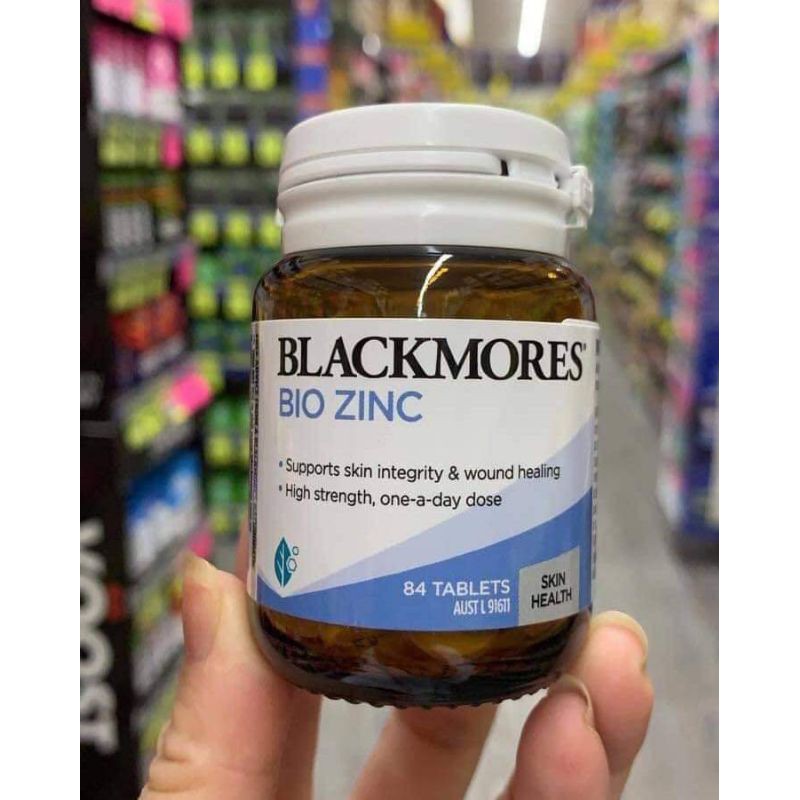 BLACKMORES®
BIO ZINC
• Supports skin integrity & wound healing
• High strength, one-a-day dose
84 TABLETS
AUST L 91611
SKIN
HEALTH
VOOST